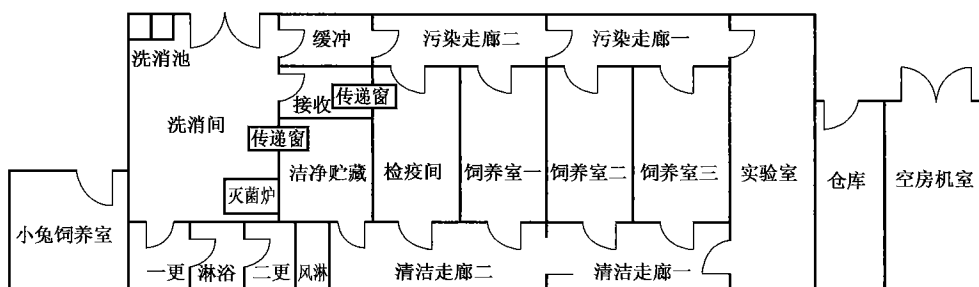 缓冲
污染走廊二
污染走廊一
洗消池
接收
传递窗
洗消间
传递窗
洁净贮藏
检疫间
饲养室一
饲养室二
饲养室三
实验室
仓库
空房机室
灭菌炉
小兔饲养室
一更
淋浴
二更
风淋
清洁走廊二
清洁走廊一